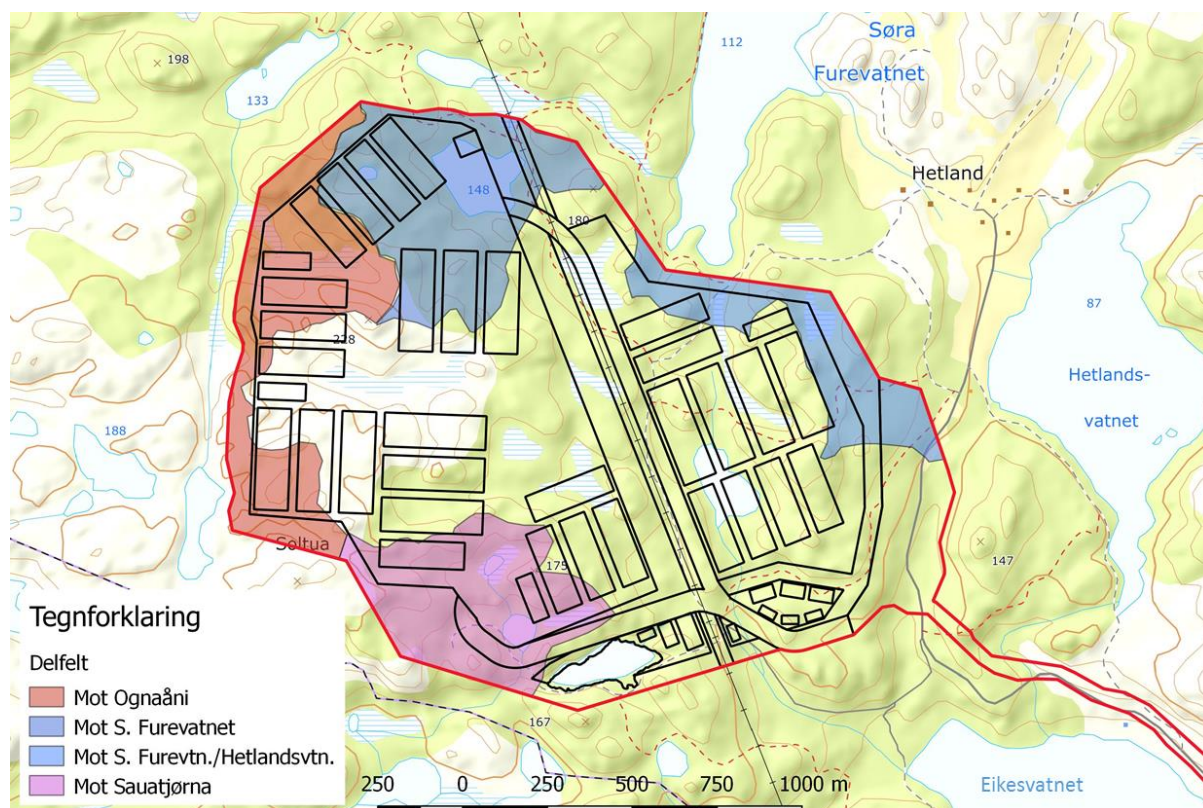 198
133
112
Søra
Furevatnet
Hetland
148
180
87
228
Hetlands-
vatnet
188
Soltua
175
147
167
Tegnforklaring
Delfelt
Mot Ognaåni
Mot S. Furevatnet
Mot S. Furevtn./Hetlandsvtn.
Mot Sauatjørna
250 0 250 500 750 1000 m
Eikesvatnet